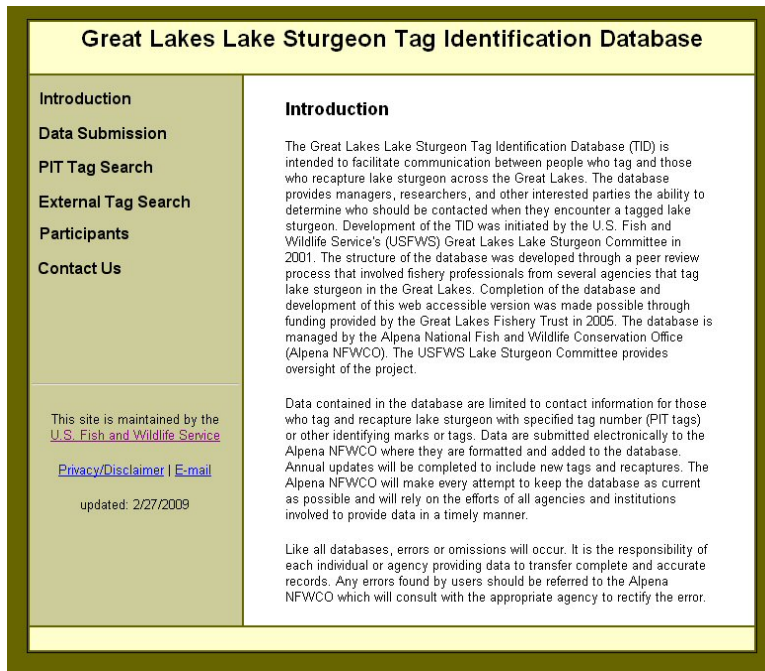 Great Lakes Lake Sturgeon Tag Identification Database
Introduction
Data Submission
PIT Tag Search
External Tag Search
Participants
Contact Us
This site is maintained by the
U.S. Fish and Wildlife Service
Privacy/Disclaimer | E-mail
updated: 2/27/2009
Introduction
The Great Lakes Lake Sturgeon Tag Identification Database (TID) is
intended to facilitate communication between people who tag and those
who recapture lake sturgeon across the Great Lakes. The database
provides managers, researchers, and other interested parties the ability to
determine who should be contacted when they encounter a tagged lake
sturgeon. Development of the TID was initiated by the U.S. Fish and
Wildlife Service's (USFWS) Great Lakes Lake Sturgeon Committee in
2001. The structure of the database was developed through a peer review
process that involved fishery professionals from several agencies that tag
lake sturgeon in the Great Lakes. Completion of the database and
development of this web accessible version was made possible through
funding provided by the Great Lakes Fishery Trust in 2005. The database is
managed by the Alpena National Fish and Wildlife Conservation Office
(Alpena NFWCO). The USFWS Lake Sturgeon Committee provides
oversight of the project.
Data contained in the database are limited to contact information for those
who tag and recapture lake sturgeon with specified tag number (PIT tags)
or other identifying marks or tags. Data are submitted electronically to the
Alpena NFWCO where they are formatted and added to the database.
Annual updates will be completed to include new tags and recaptures. The
Alpena NFWCO will make every attempt to keep the database as current
as possible and will rely on the efforts of all agencies and institutions
involved to provide data in a timely manner.
Like all databases, errors or omissions will occur. It is the responsibility of
each individual or agency providing data to transfer complete and accurate
records. Any errors found by users should be referred to the Alpena
NFWCO which will consult with the appropriate agency to rectify the error.